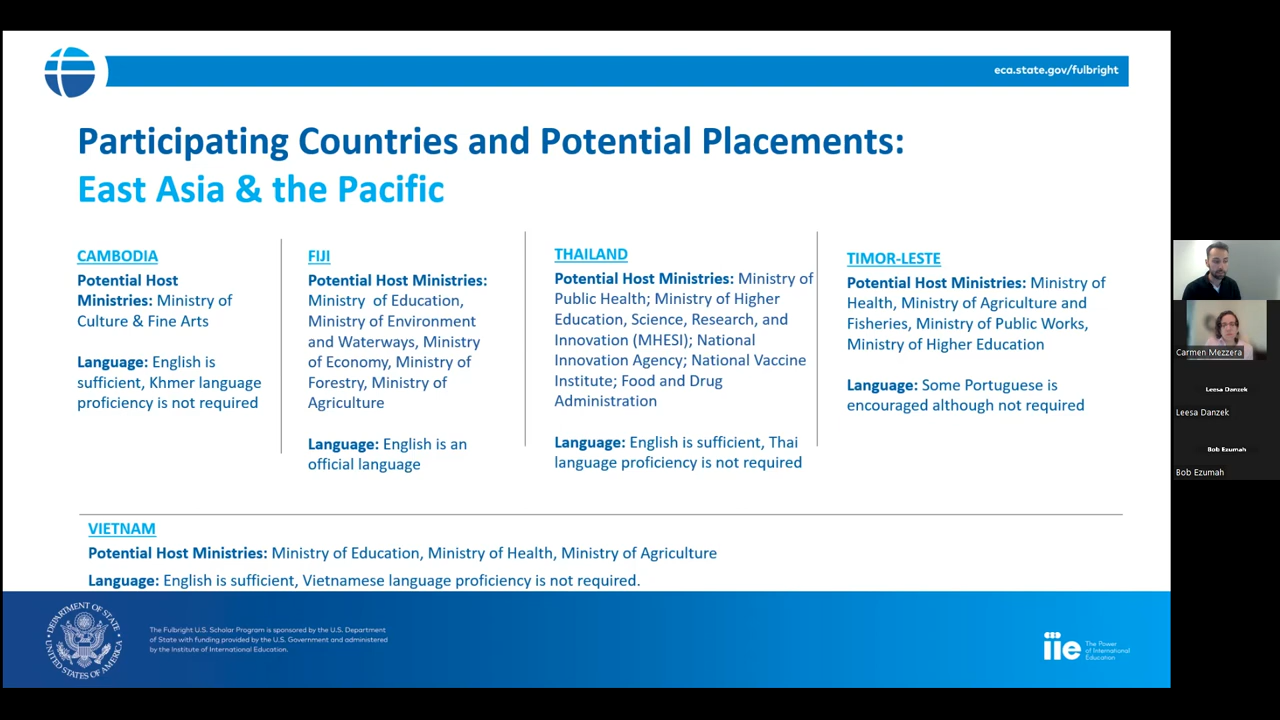 eca.state.gov/fulbright
Participating Countries and Potential Placements:
East Asia & the Pacific
CAMBODIA
Potential Host
Ministries: Ministry of
Culture & Fine Arts
Language: English is
sufficient, Khmer language
proficiency is not required
FIJI
Potential Host Ministries:
Ministry of Education,
Ministry of Environment
and Waterways, Ministry
of Economy, Ministry of
Forestry, Ministry of
Agriculture
Language: English is an
official language
THAILAND
Potential Host Ministries: Ministry of
Public Health; Ministry of Higher
Education, Science, Research, and
Innovation (MHESI); National
Innovation Agency; National Vaccine
Institute; Food and Drug
Administration
Language: English is sufficient, Thai
language proficiency is not required
TIMOR-LESTE
Potential Host Ministries: Ministry of
Health, Ministry of Agriculture and
Fisheries, Ministry of Public Works,
Ministry of Higher Education
Language: Some Portuguese is
encouraged although not required
VIETNAM
Potential Host Ministries: Ministry of Education, Ministry of Health, Ministry of Agriculture
Language: English is sufficient, Vietnamese language proficiency is not required.
DEPARTMENT OF STATE
UNITED STATES OF AMERICA
The Fulbright U.S. Scholar Program is sponsored by the U.S. Department
of State with funding provided by the U.S. Government and administered
by the Institute of International Education.
iie
The Power
of International
Education
Carmen Mezzera
Leesa Danzek
Leesa Danzek
Bob Ezumah
Bob Ezumah